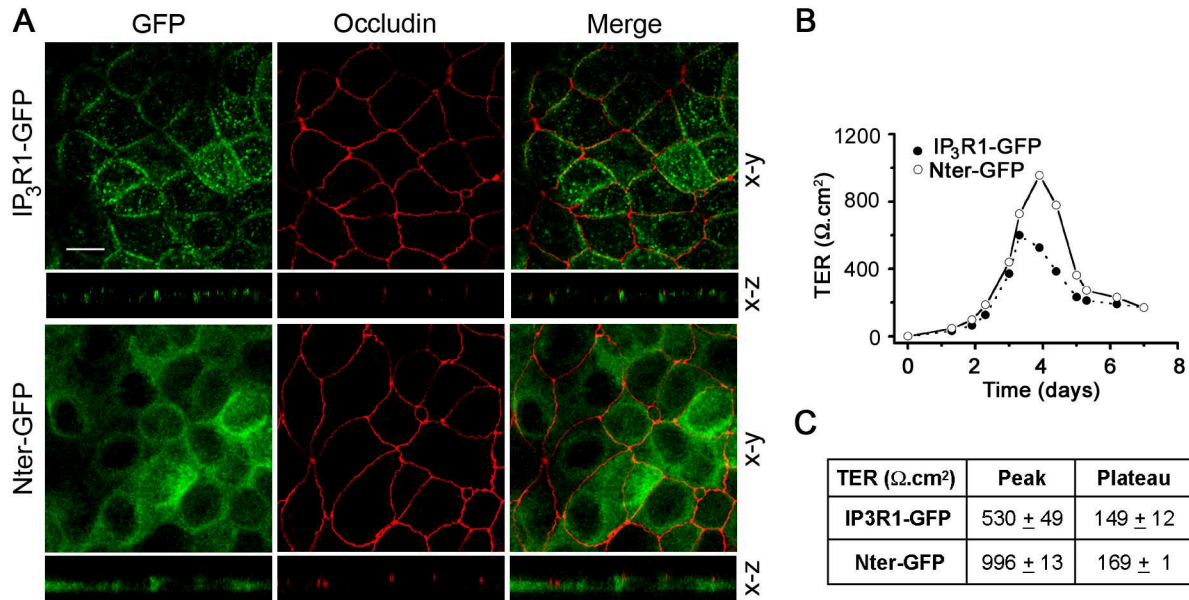 A
GFP
Occludin
Merge
IP₃R1-GFP
x-y
x-z
Nter-GFP
x-y
x-z
B
1200
800
400
0
TER (Ω.cm²)
IP₃R1-GFP
Nter-GFP
0 2 4 6 8
Time (days)
C
TER (Ω.cm²) Peak Plateau
IP3R1-GFP 530 ± 49 149 ± 12
Nter-GFP 996 ± 13 169 ± 1